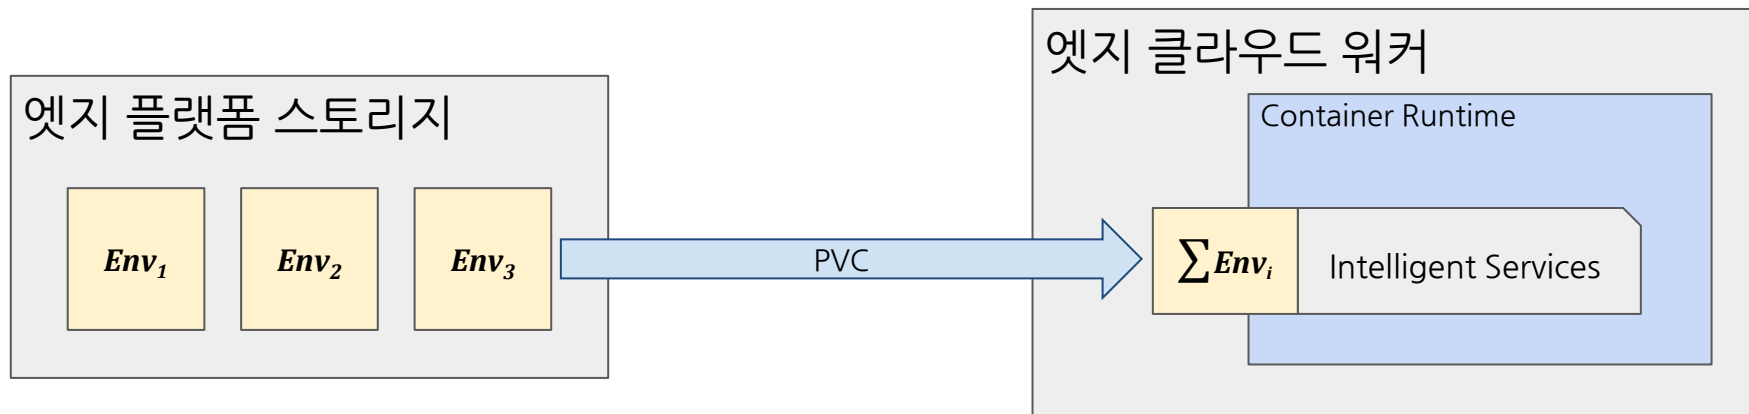 엣지 플랫폼 스토리지
Env₁
Env₂
Env₃
PVC
엣지 클라우드 워커
Container Runtime
∑Envᵢ
Intelligent Services